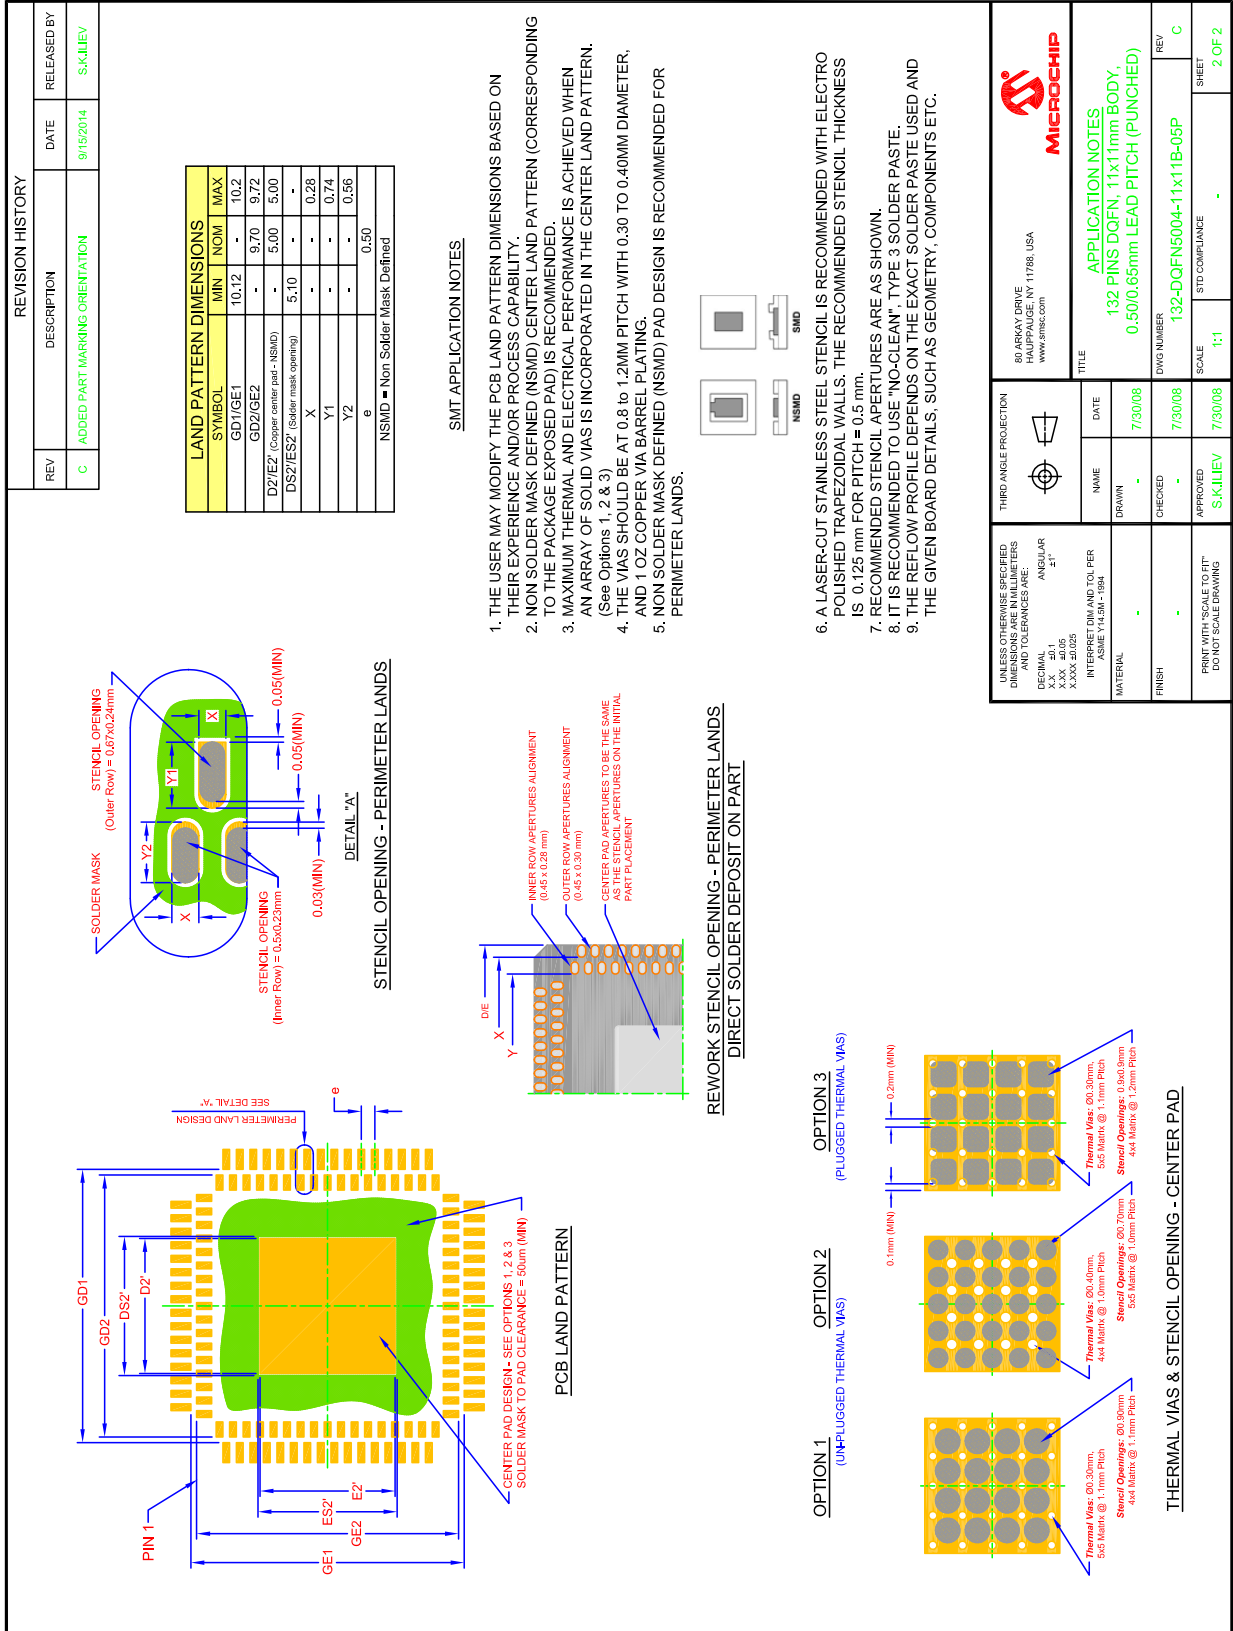 REVISION HISTORY
REV DESCRIPTION DATE RELEASED BY
C ADDED PART MARKING ORIENTATION 9/15/2014 S.K.ILIEV
PIN 1
GD1
GD2
DS2'
D2'
GE1
GE2
ES2'
E2'
e
PERIMETER LAND DESIGN
SEE DETAIL "A"
CENTER PAD DESIGN - SEE OPTIONS 1, 2 & 3
SOLDER MASK TO PAD CLEARANCE = 50um (MIN)
PCB LAND PATTERN
SOLDER MASK
STENCIL OPENING
(Outer Row) = 0.67x0.24mm
Y2
Y1
X
X
0.05(MIN)
0.05(MIN)
0.03(MIN)
STENCIL OPENING
(Inner Row) = 0.5x0.23mm
DETAIL "A"
STENCIL OPENING - PERIMETER LANDS
LAND PATTERN DIMENSIONS
SYMBOL MIN NOM MAX
GD1/GE1 10.12 - 10.2
GD2/GE2 - 9.70 9.72
D2'/E2' (Copper center pad - NSMD) - 5.00 5.00
DS2'/ES2' (Solder mask opening) 5.10 - -
X - - 0.28
Y1 - - 0.74
Y2 - - 0.56
e 0.50
NSMD = Non Solder Mask Defined
SMT APPLICATION NOTES
1. THE USER MAY MODIFY THE PCB LAND PATTERN DIMENSIONS BASED ON
THEIR EXPERIENCE AND/OR PROCESS CAPABILITY.
2. NON SOLDER MASK DEFINED (NSMD) CENTER LAND PATTERN (CORRESPONDING
TO THE PACKAGE EXPOSED PAD) IS RECOMMENDED.
3. MAXIMUM THERMAL AND ELECTRICAL PERFORMANCE IS ACHIEVED WHEN
AN ARRAY OF SOLID VIAS IS INCORPORATED IN THE CENTER LAND PATTERN.
(See Options 1, 2 & 3)
4. THE VIAS SHOULD BE AT 0.8 to 1.2MM PITCH WITH 0.30 TO 0.40MM DIAMETER,
AND 1 OZ COPPER VIA BARREL PLATING.
5. NON SOLDER MASK DEFINED (NSMD) PAD DESIGN IS RECOMMENDED FOR
PERIMETER LANDS.
NSMD
SMD
6. A LASER-CUT STAINLESS STEEL STENCIL IS RECOMMENDED WITH ELECTRO
POLISHED TRAPEZOIDAL WALLS. THE RECOMMENDED STENCIL THICKNESS
IS 0.125 mm FOR PITCH = 0.5 mm.
7. RECOMMENDED STENCIL APERTURES ARE AS SHOWN.
8. IT IS RECOMMENDED TO USE "NO-CLEAN", TYPE 3 SOLDER PASTE.
9. THE REFLOW PROFILE DEPENDS ON THE EXACT SOLDER PASTE USED AND
THE GIVEN BOARD DETAILS, SUCH AS GEOMETRY, COMPONENTS ETC.
D/E
X
Y
INNER ROW APERTURES ALIGNMENT
(0.45 x 0.28 mm)
OUTER ROW APERTURES ALIGNMENT
(0.45 x 0.30 mm)
CENTER PAD APERTURES TO BE THE SAME
AS THE STENCIL APERTURES ON THE INITIAL
PART PLACEMENT
REWORK STENCIL OPENING - PERIMETER LANDS
DIRECT SOLDER DEPOSIT ON PART
OPTION 1
OPTION 2
(UN-PLUGGED THERMAL VIAS)
OPTION 3
(PLUGGED THERMAL VIAS)
0.1mm (MIN)
0.2mm (MIN)
Thermal Vias: Ø0.30mm,
5x5 Matrix @ 1.1mm Pitch
Stencil Openings: Ø0.90mm
4x4 Matrix @ 1.1mm Pitch
Thermal Vias: Ø0.40mm,
4x4 Matrix @ 1.0mm Pitch
Stencil Openings: Ø0.70mm
5x5 Matrix @ 1.0mm Pitch
Thermal Vias: Ø0.30mm,
5x5 Matrix @ 1.1mm Pitch
Stencil Openings: 0.9x0.9mm
4x4 Matrix @ 1.2mm Pitch
THERMAL VIAS & STENCIL OPENING - CENTER PAD
UNLESS OTHERWISE SPECIFIED
DIMENSIONS ARE IN MILLIMETERS
AND TOLERANCES ARE:
DECIMAL ANGULAR
X.X ±0.1 ±1°
X.XX ±0.05
X.XXX ±0.025
INTERPRET DIM AND TOL PER
ASME Y14.5M - 1994
MATERIAL
-
FINISH
-
PRINT WITH "SCALE TO FIT"
DO NOT SCALE DRAWING
THIRD ANGLE PROJECTION
NAME DATE
DRAWN
- 7/30/08
CHECKED
- 7/30/08
APPROVED
S.K.ILIEV 7/30/08
80 ARKAY DRIVE
HAUPPAUGE, NY 11788, USA
www.smsc.com
MICROCHIP
TITLE
APPLICATION NOTES
132 PINS DQFN, 11x11mm BODY,
0.50/0.65mm LEAD PITCH (PUNCHED)
DWG NUMBER
132-DQFN5004-11x11B-05P
REV
C
SCALE
1:1
STD COMPLIANCE
-
SHEET
2 OF 2